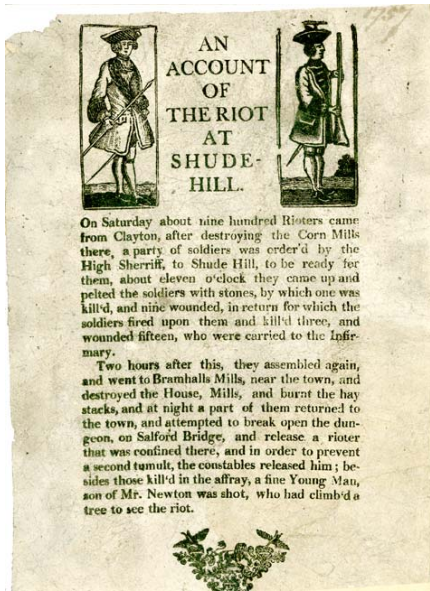 1757
AN
ACCOUNT
OF
THE RIOT
AT
SHUDE-
HILL.
On Saturday about nine hundred Rioters came
from Clayton, after destroying the Corn Mills
there, a party of soldiers was order'd by the
High Sherriff, to Shude Hill, to be ready for
them, about eleven o'clock they came up and
pelted the soldiers with stones, by which one was
kill'd, and nine wounded, in return for which the
soldiers fired upon them and kill'd three, and
wounded fifteen, who were carried to the Infir-
mary.
Two hours after this, they assembled again,
and went to Bramhalls Mills, near the town, and
destroyed the House, Mills, and burnt the hay
stacks, and at night a part of them returned to
the town, and attempted to break open the dun-
geon, on Salford Bridge, and release a rioter
that was confined there, and in order to prevent
a second tumult, the constables released him; be-
sides those kill'd in the affray, a fine Young Man,
son of Mr. Newton was shot, who had climb'd a
tree to see the riot.